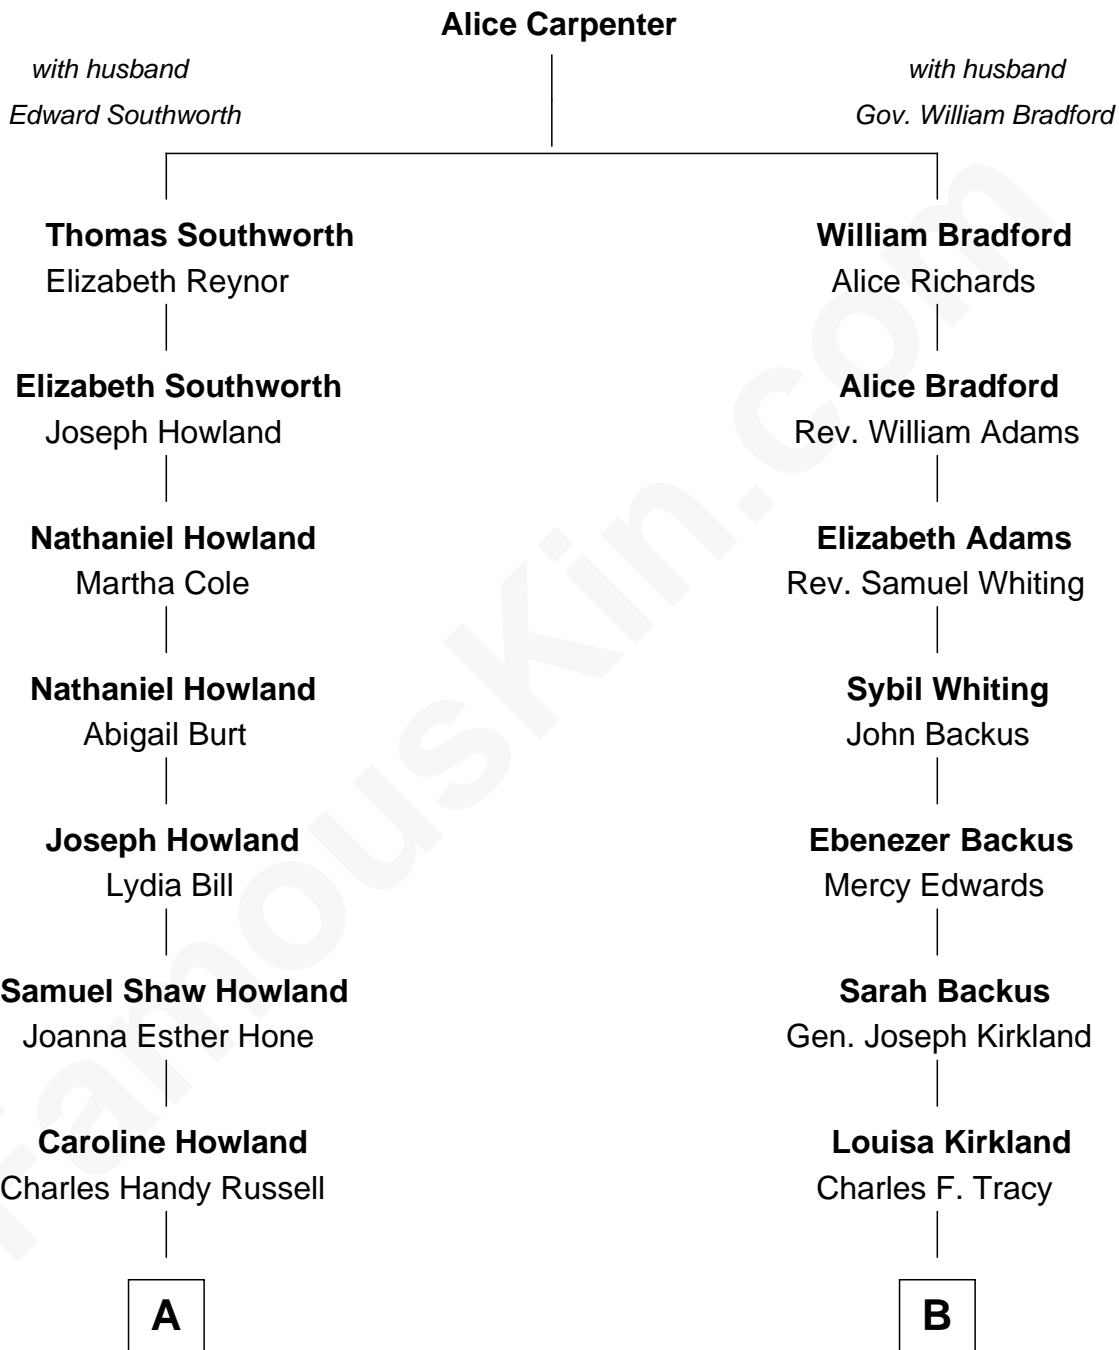 Alice Carpenter
with husband
Edward Southworth
with husband
Gov. William Bradford
Thomas Southworth
Elizabeth Reynor
Elizabeth Southworth
Joseph Howland
Nathaniel Howland
Martha Cole
Nathaniel Howland
Abigail Burt
Joseph Howland
Lydia Bill
Samuel Shaw Howland
Joanna Esther Hone
Caroline Howland
Charles Handy Russell
A
William Bradford
Alice Richards
Alice Bradford
Rev. William Adams
Elizabeth Adams
Rev. Samuel Whiting
Sybil Whiting
John Backus
Ebenezer Backus
Mercy Edwards
Sarah Backus
Gen. Joseph Kirkland
Louisa Kirkland
Charles F. Tracy
B
FamousKin.com